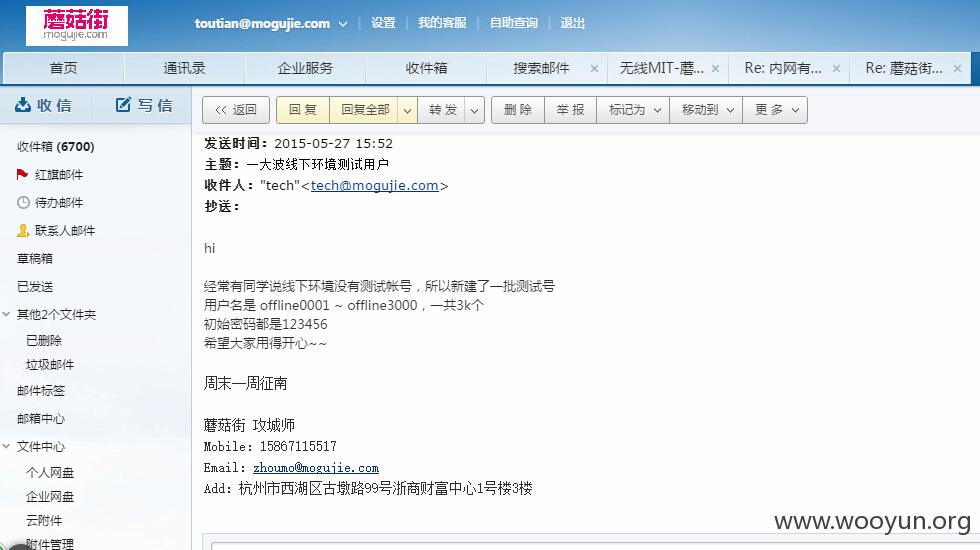 蘑菇街
mogujie.com
toutian@mogujie.com 设置 我的客服 自助查询 退出
首页 通讯录 企业服务 收件箱 搜索邮件 × 无线MIT-蘑... × Re: 内网有... × Re: 蘑菇街... ×
收信 写信
<< 返回 回复 回复全部 转发 删除 举报 标记为 移动到 更多
收件箱 (6700)
红旗邮件
待办邮件
联系人邮件
草稿箱
已发送
其他2个文件夹
已删除
垃圾邮件
邮件标签
邮箱中心
文件中心
个人网盘
企业网盘
云附件
附件管理
发送时间：2015-05-27 15:52
主题：一大波线下环境测试用户
收件人："tech"<tech@mogujie.com>
抄送：
hi
经常有同学说线下环境没有测试帐号，所以新建了一批测试号
用户名是 offline0001 ~ offline3000，一共3k个
初始密码都是123456
希望大家用得开心~~
周末—周征南
蘑菇街 攻城师
Mobile：15867115517
Email：zhoumo@mogujie.com
Add：杭州市西湖区古墩路99号浙商财富中心1号楼3楼
www.wooyun.org